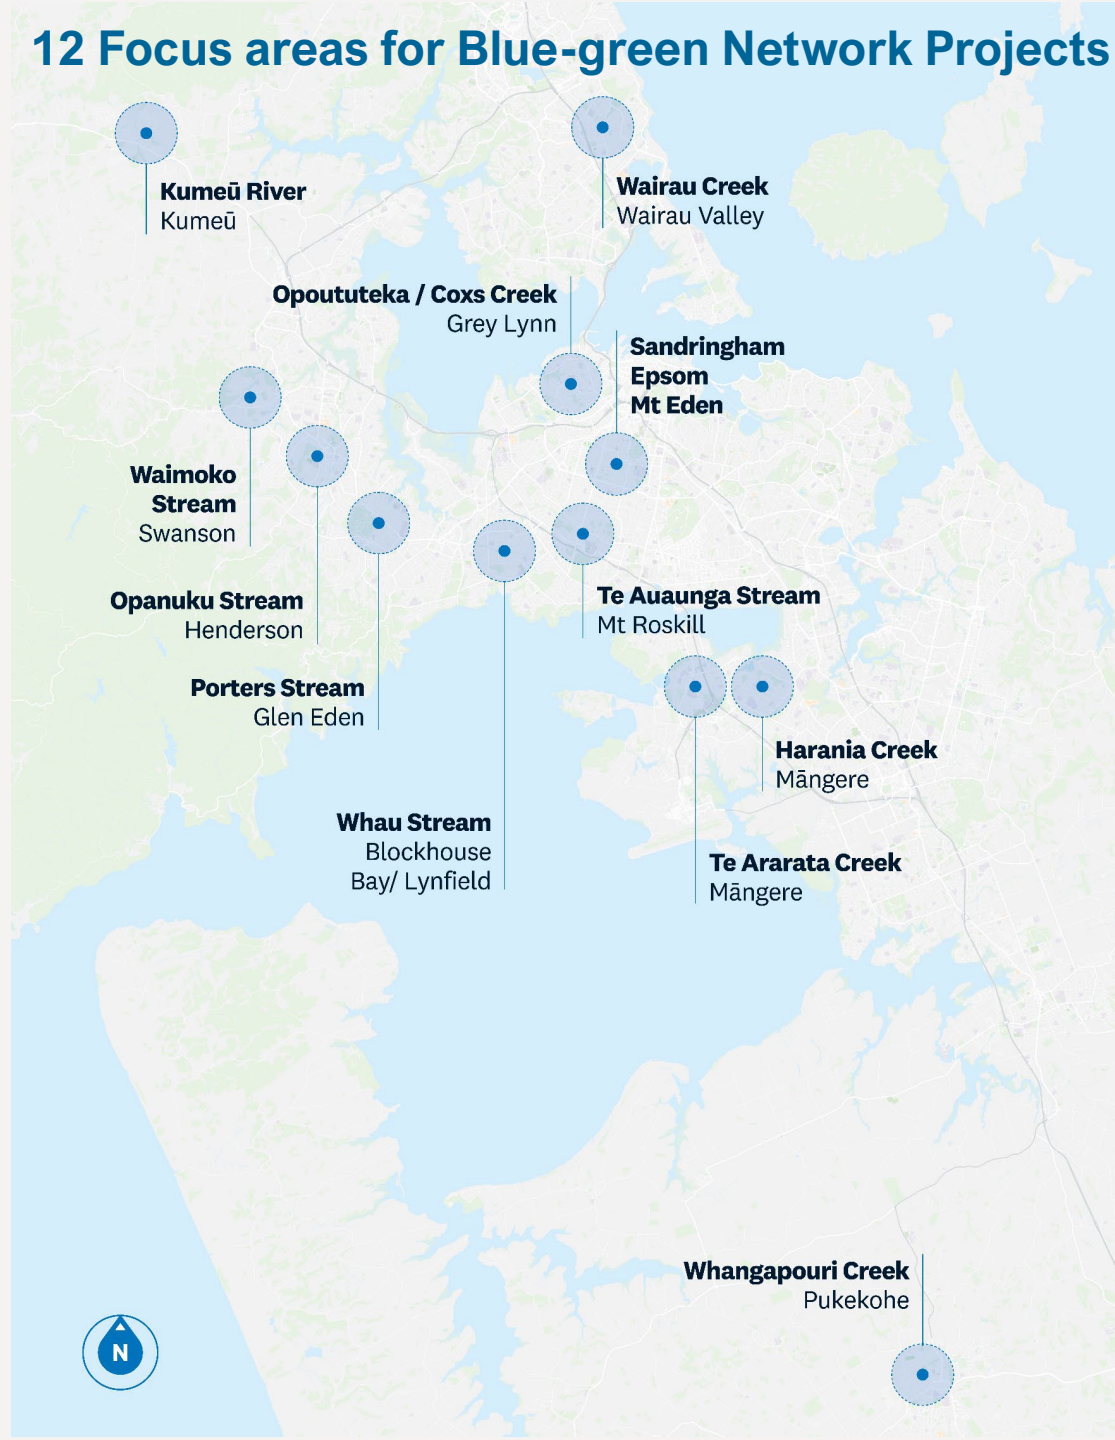 12 Focus areas for Blue-green Network Projects
Kumeū River
Kumeū
Wairau Creek
Wairau Valley
Opoututeka / Coxs Creek
Grey Lynn
Sandringham
Epsom
Mt Eden
Waimoko
Stream
Swanson
Opanuku Stream
Henderson
Porters Stream
Glen Eden
Te Auaunga Stream
Mt Roskill
Harania Creek
Māngere
Whau Stream
Blockhouse
Bay/ Lynfield
Te Ararata Creek
Māngere
Whangapouri Creek
Pukekohe
N